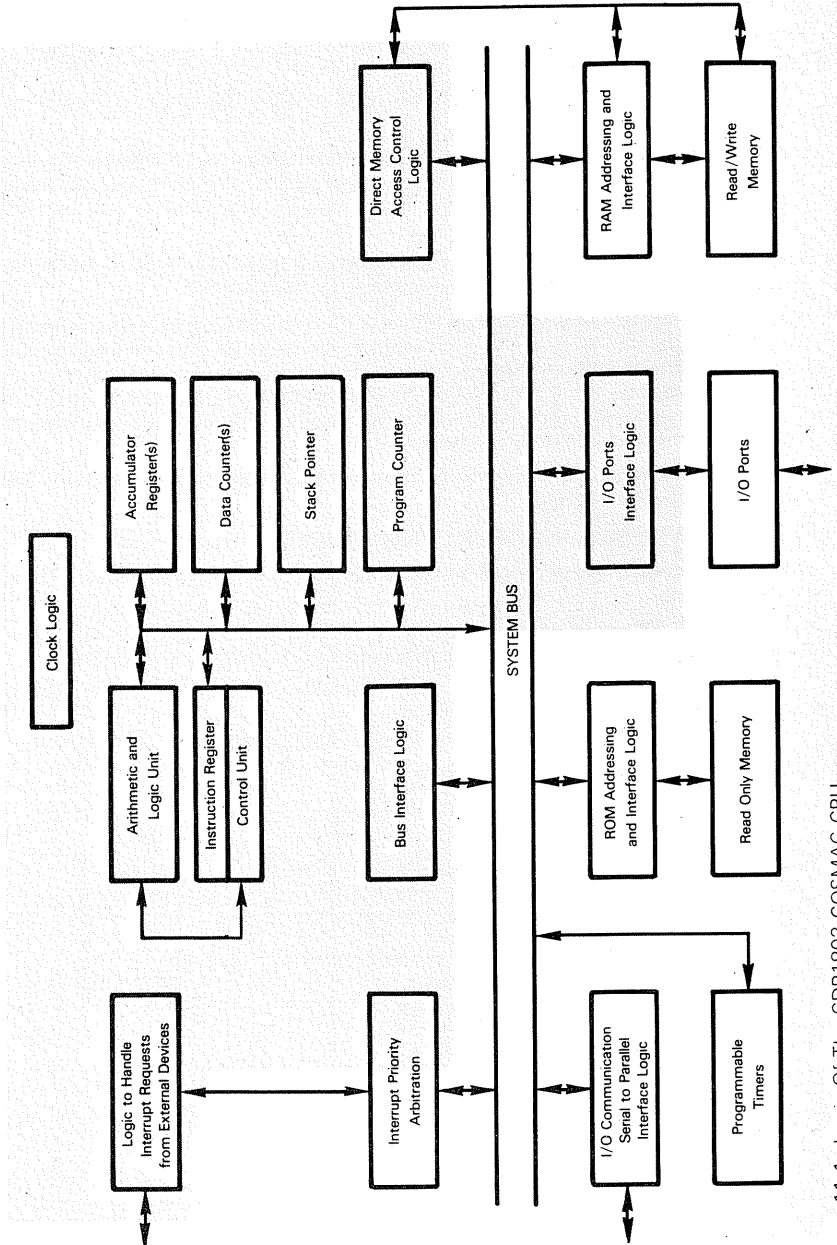 Clock Logic
Logic to Handle
Interrupt Requests
from External Devices
Arithmetic and
Logic Unit
Accumulator
Register(s)
Instruction Register
Control Unit
Data Counter(s)
Stack Pointer
Interrupt Priority
Arbitration
Bus Interface Logic
Program Counter
Direct Memory
Access Control
Logic
SYSTEM BUS
I/O Communication
Serial to Parallel
Interface Logic
ROM Addressing
and Interface Logic
I/O Ports
Interface Logic
RAM Addressing and
Interface Logic
Programmable
Timers
Read Only Memory
I/O Ports
Read/Write
Memory
Of The CDP1802 COSMAC CPU